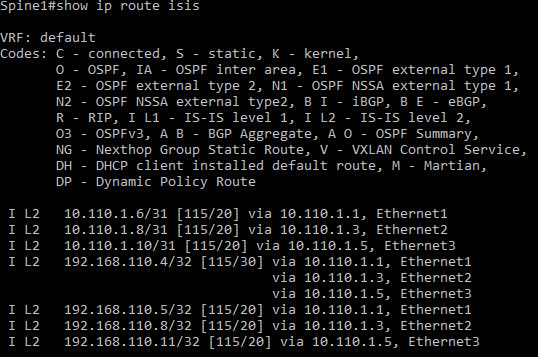 Spine1#show ip route isis
VRF: default
Codes: C - connected, S - static, K - kernel,
O - OSPF, IA - OSPF inter area, E1 - OSPF external type 1,
E2 - OSPF external type 2, N1 - OSPF NSSA external type 1,
N2 - OSPF NSSA external type2, B I - iBGP, B E - eBGP,
R - RIP, I L1 - IS-IS level 1, I L2 - IS-IS level 2,
O3 - OSPFv3, A B - BGP Aggregate, A O - OSPF Summary,
NG - Nexthop Group Static Route, V - VXLAN Control Service,
DH - DHCP client installed default route, M - Martian,
DP - Dynamic Policy Route
I L2 10.110.1.6/31 [115/20] via 10.110.1.1, Ethernet1
I L2 10.110.1.8/31 [115/20] via 10.110.1.3, Ethernet2
I L2 10.110.1.10/31 [115/20] via 10.110.1.5, Ethernet3
I L2 192.168.110.4/32 [115/30] via 10.110.1.1, Ethernet1
via 10.110.1.3, Ethernet2
via 10.110.1.5, Ethernet3
I L2 192.168.110.5/32 [115/20] via 10.110.1.1, Ethernet1
I L2 192.168.110.8/32 [115/20] via 10.110.1.3, Ethernet2
I L2 192.168.110.11/32 [115/20] via 10.110.1.5, Ethernet3